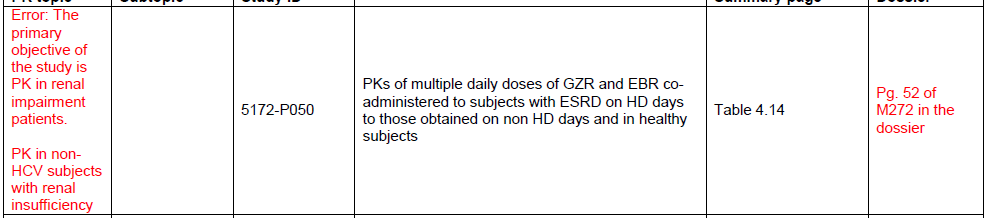 PK topic Subtopic Study ID Summary page Dossier
Error: The
primary
objective of
the study is
PK in renal
impairment
patients.
PK in non-
HCV subjects
with renal
insufficiency
5172-P050
PKs of multiple daily doses of GZR and EBR co-
administered to subjects with ESRD on HD days
to those obtained on non HD days and in healthy
subjects
Table 4.14
Pg. 52 of
M272 in the
dossier